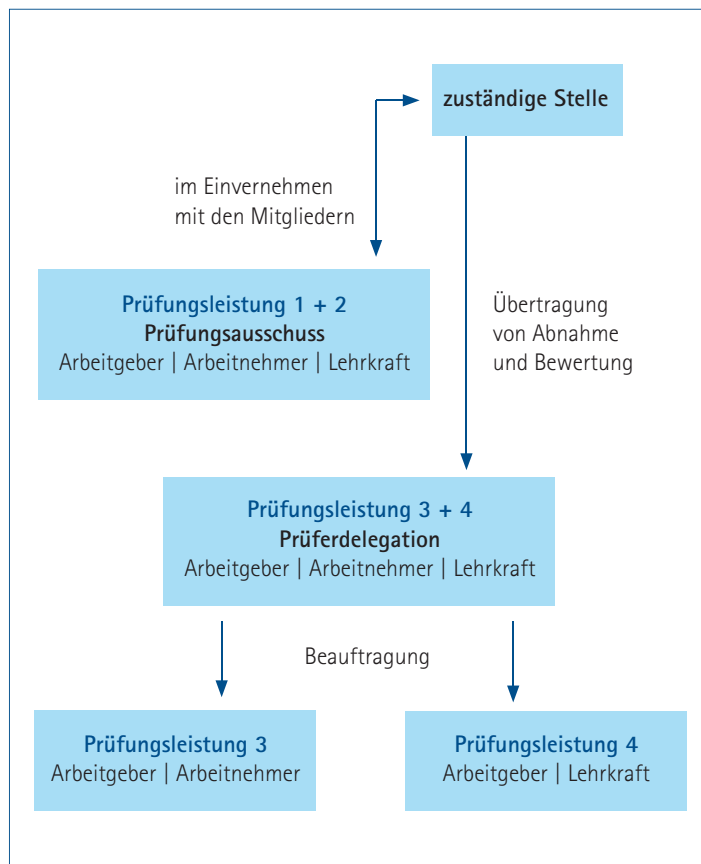 zuständige Stelle
im Einvernehmen
mit den Mitgliedern
Prüfungsleistung 1 + 2
Prüfungsausschuss
Arbeitgeber | Arbeitnehmer | Lehrkraft
Übertragung
von Abnahme
und Bewertung
Prüfungsleistung 3 + 4
Prüferdelegation
Arbeitgeber | Arbeitnehmer | Lehrkraft
Beauftragung
Prüfungsleistung 3
Arbeitgeber | Arbeitnehmer
Prüfungsleistung 4
Arbeitgeber | Lehrkraft